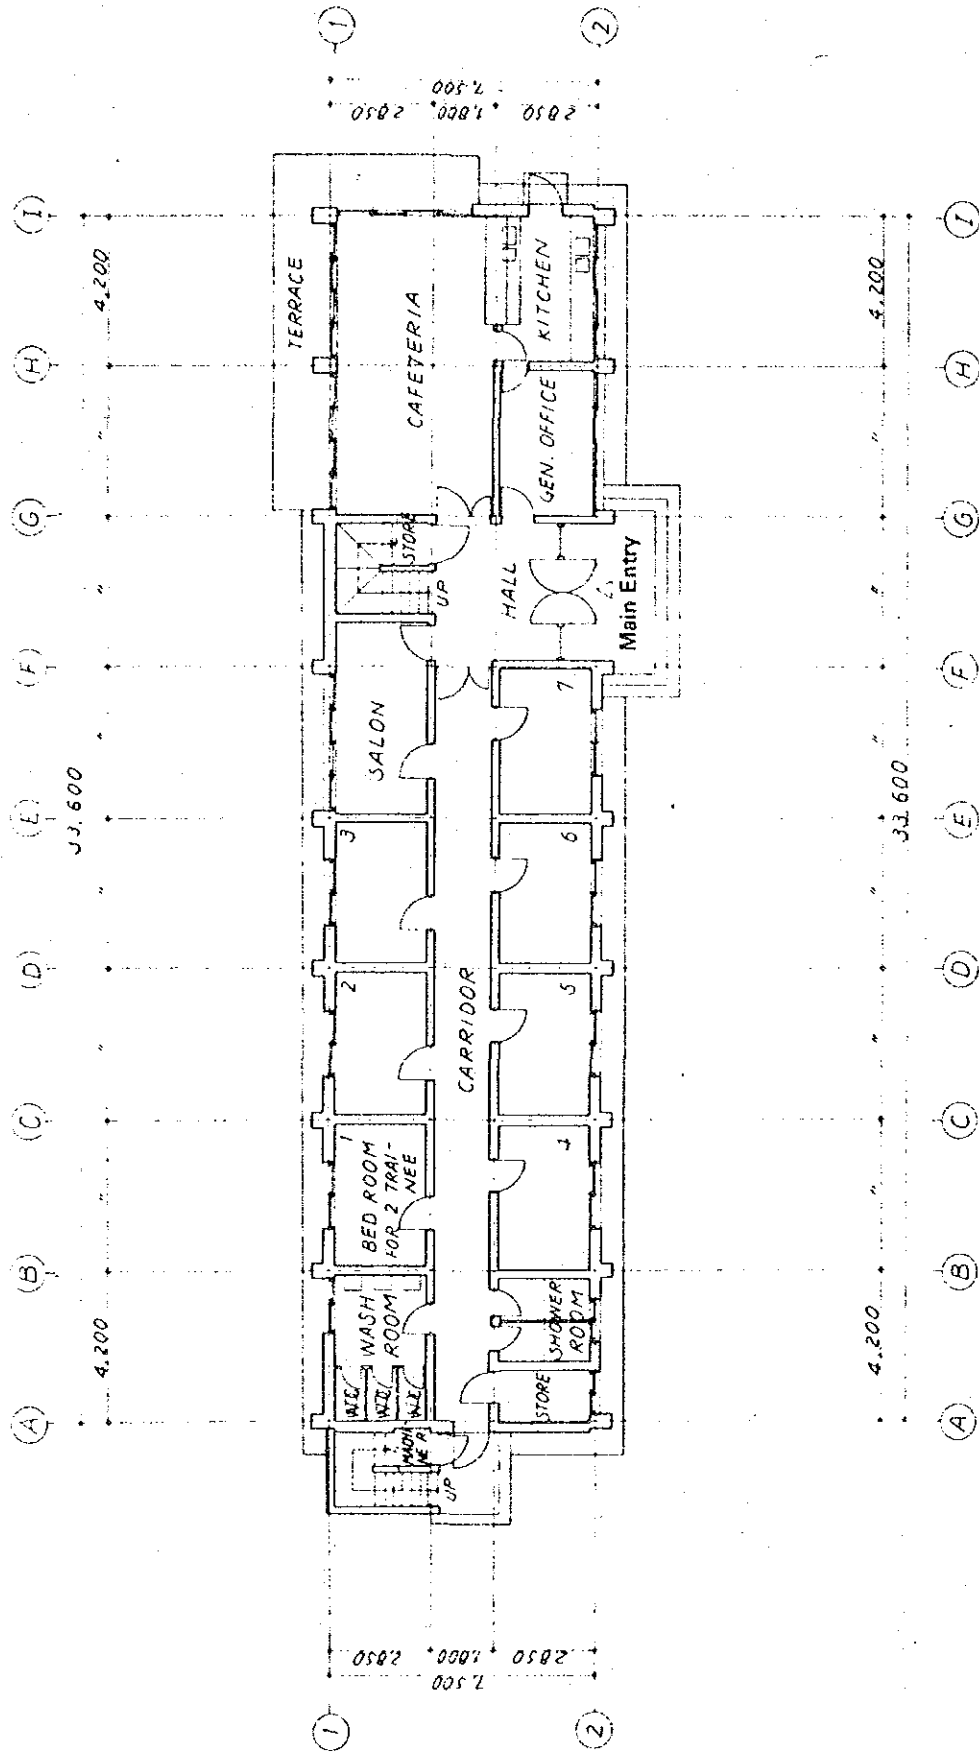 A B C D E F G H I
33.600
4.200 " " " " " " 4.200
1
2
7.500
2.850 1.800 2.850
TERRACE
W.C. W.C. W.C.
WASH
ROOM
1
BED ROOM
FOR 2 TRAI-
NEE
2
3
SALON
STORE
UP
CAFETERIA
MACHI
NE R.
UP
CARRIDOR
HALL
GEN. OFFICE
KITCHEN
STORE
SHOWER
ROOM
4
5
6
7
Main Entry
7.500
2.850 1.800 2.850
1
2
4.200 " " " " " " 4.200
33.600
A B C D E F G H I